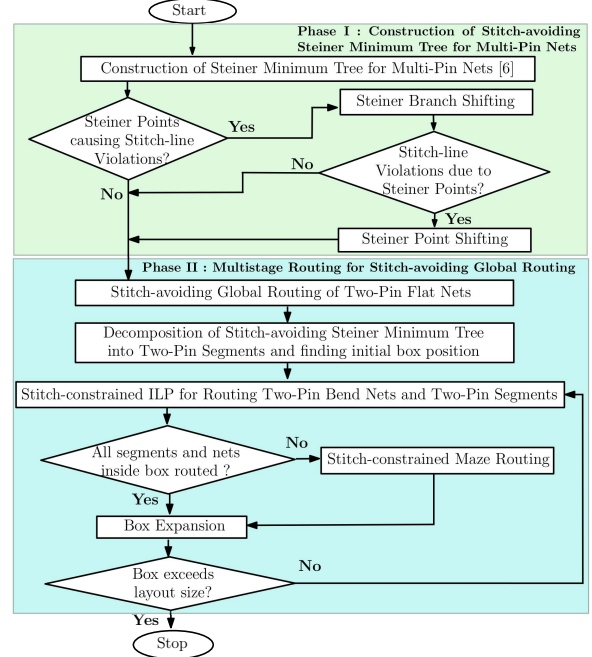 Start
Phase I : Construction of Stitch-avoiding
Steiner Minimum Tree for Multi-Pin Nets
Construction of Steiner Minimum Tree for Multi-Pin Nets [6]
Steiner Points
causing Stitch-line
Violations?
Yes
Steiner Branch Shifting
Stitch-line
Violations due to
Steiner Points?
No
No
Yes
Steiner Point Shifting
Phase II : Multistage Routing for Stitch-avoiding Global Routing
Stitch-avoiding Global Routing of Two-Pin Flat Nets
Decomposition of Stitch-avoiding Steiner Minimum Tree
into Two-Pin Segments and finding initial box position
Stitch-constrained ILP for Routing Two-Pin Bend Nets and Two-Pin Segments
All segments and nets
inside box routed ?
No
Stitch-constrained Maze Routing
Yes
Box Expansion
Box exceeds
layout size?
No
Yes
Stop